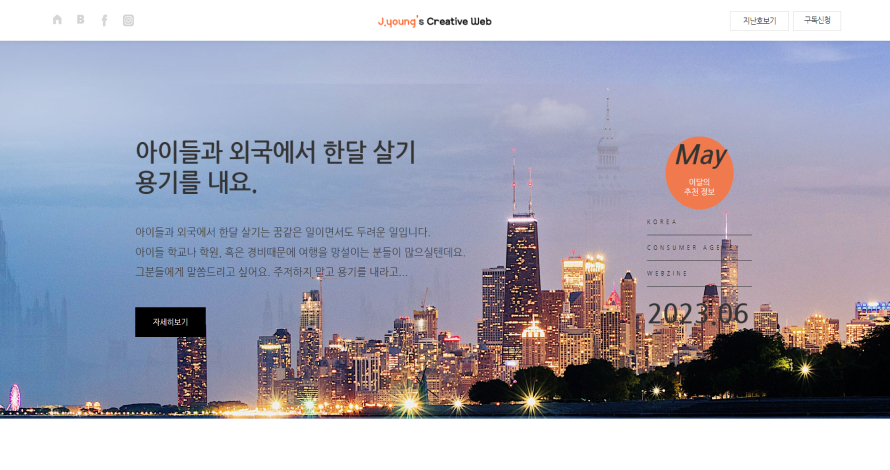 B f
J.young's Creative Web
지난호보기
구독신청
아이들과 외국에서 한달 살기
용기를 내요.
아이들과 외국에서 한달 살기는 꿈같은 일이면서도 두려운 일입니다.
아이들 학교나 학원, 혹은 경비때문에 여행을 망설이는 분들이 많으실텐데요.
그분들에게 말씀드리고 싶어요. 주저하지 말고 용기를 내라고...
자세히보기
May
이달의
추천 정보
KOREA
CONSUMER AGENCY
WEBZINE
2023.06